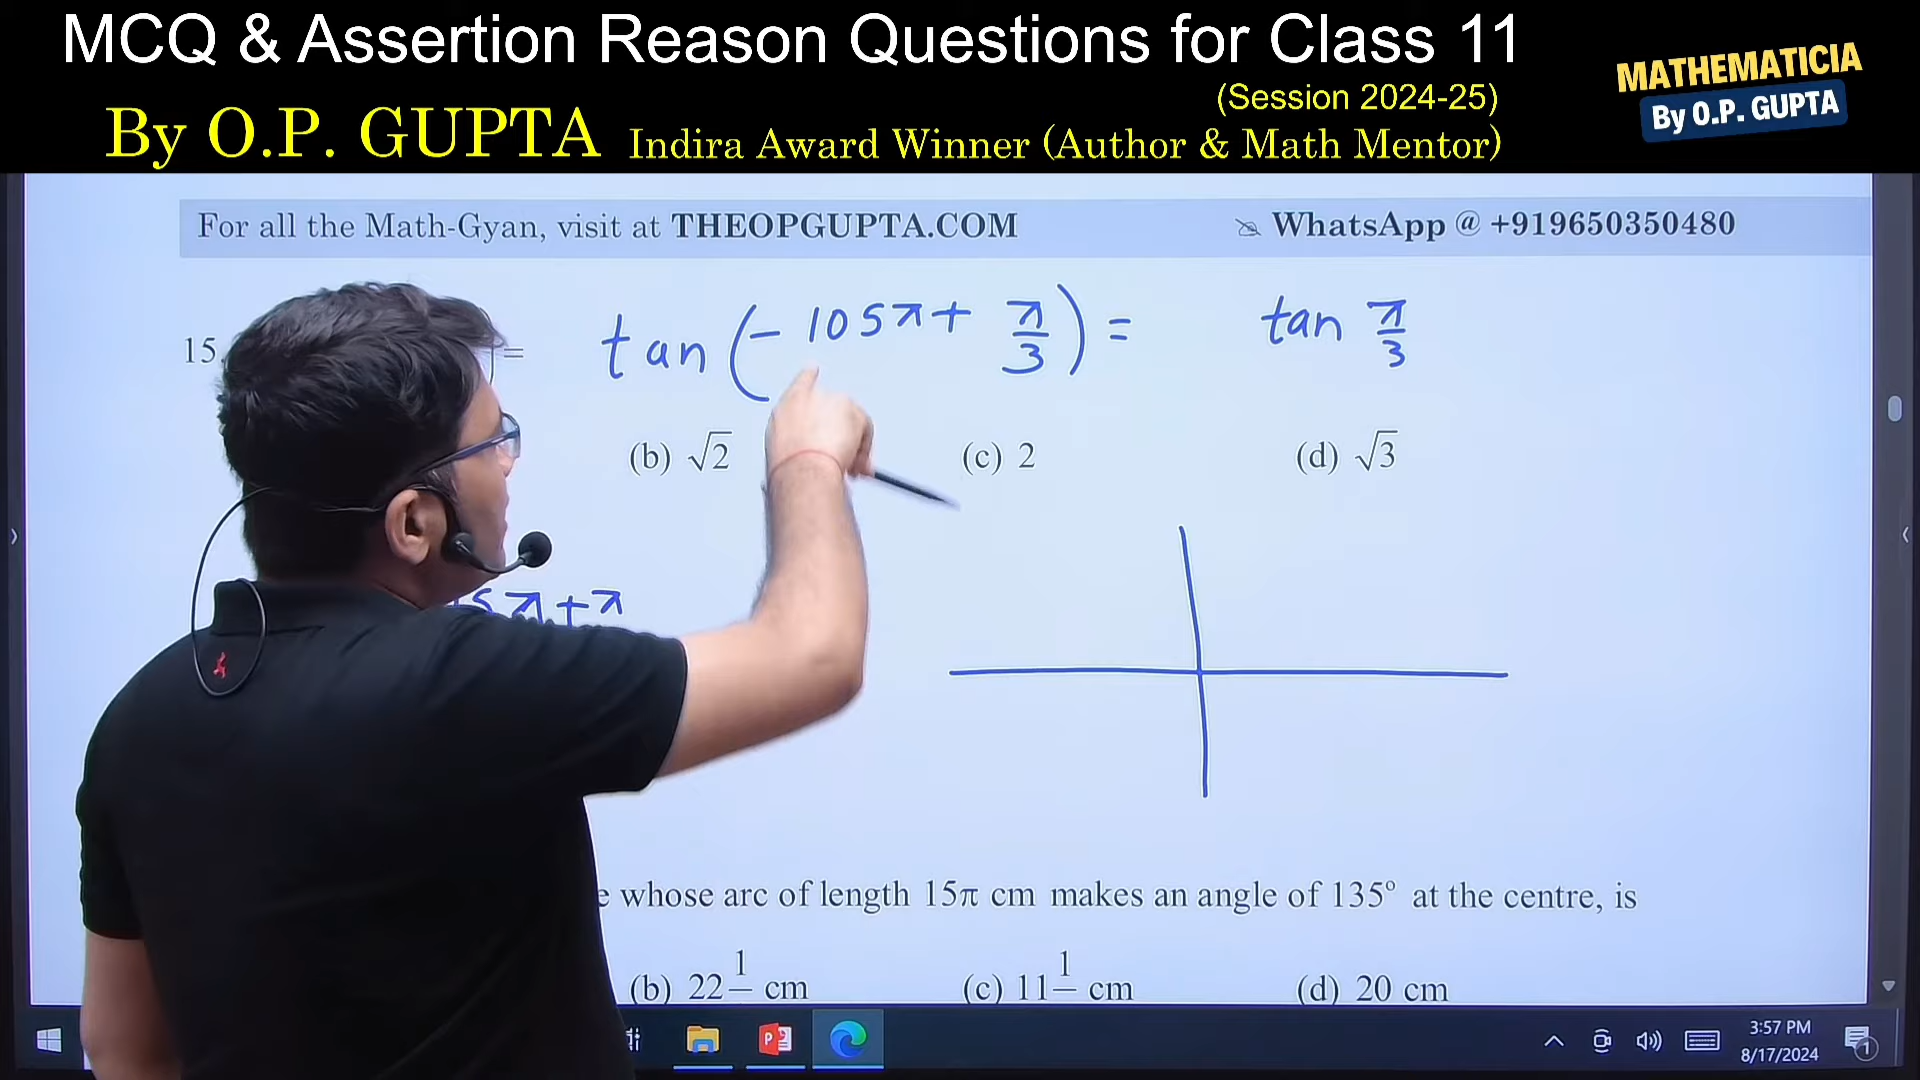 MCQ & Assertion Reason Questions for Class 11
(Session 2024-25)
By O.P. GUPTA Indira Award Winner (Author & Math Mentor)
MATHEMATICIA
By O.P. GUPTA
For all the Math-Gyan, visit at THEOPGUPTA.COM WhatsApp @ +919650350480
15. = tan (-105π + π/3) = tan π/3
(b) √2 (c) 2 (d) √3
5π + π
whose arc of length 15π cm makes an angle of 135° at the centre, is
(b) 22 1 cm (c) 11 1 cm (d) 20 cm
3:57 PM
8/17/2024
1